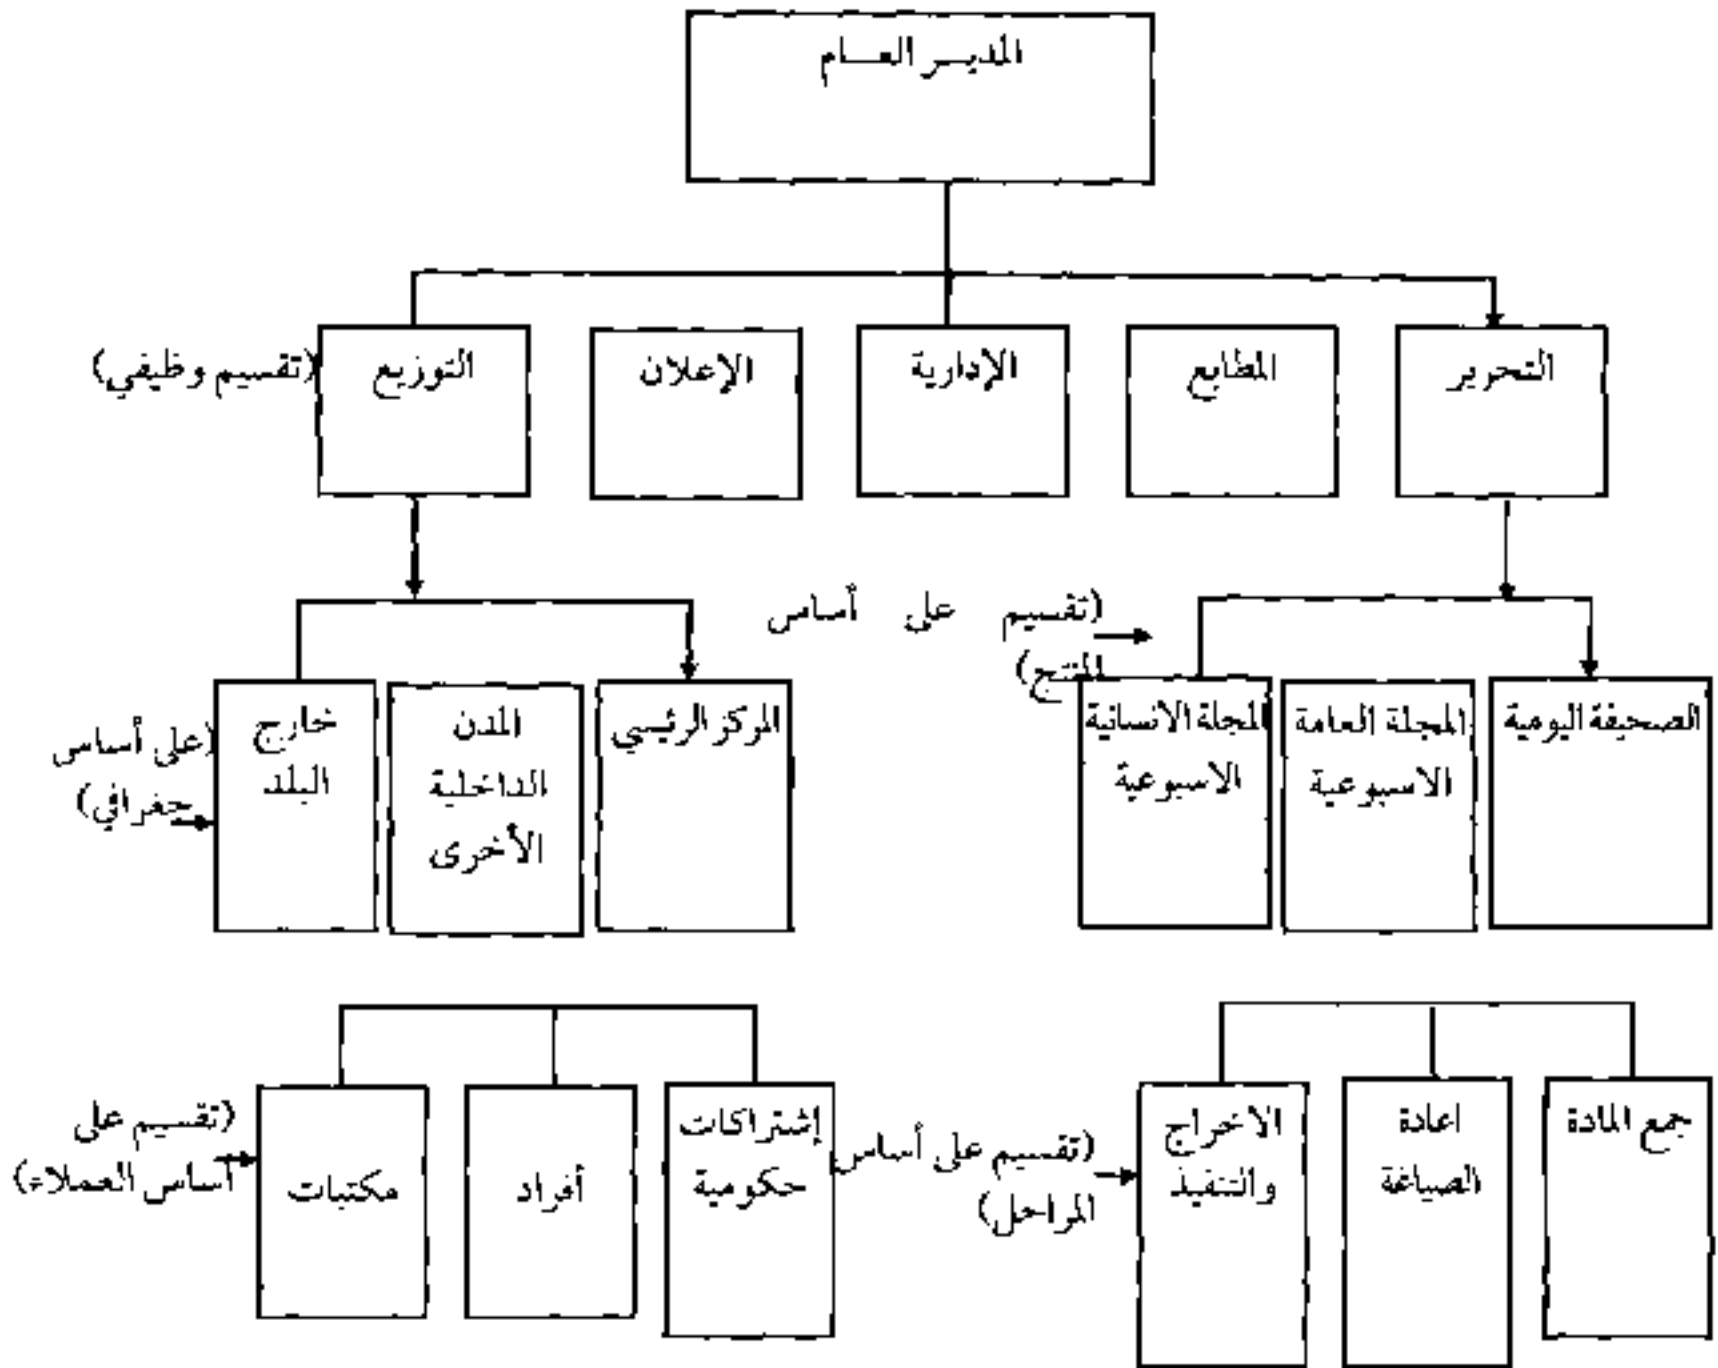 المديـر العـام
التحرير
المطابع
الإدارية
الإعلان
التوزيع
(تقسيم وظيفي)
(تقسيم على أساس
المنتج)
الصحيفة اليومية
المجلة العامة
الاسبوعية
المجلة الانسانية
الاسبوعية
المركز الرئيسي
المدن
الداخلية
الأخرى
خارج
البلد
(على أساس
جغرافي)
جمع المادة
اعادة
الصياغة
الاخراج
والتنفيذ
(تقسيم على أساس
المراحل)
إشتراكات
حكومية
أفراد
مكتبات
(تقسيم على
أساس العملاء)